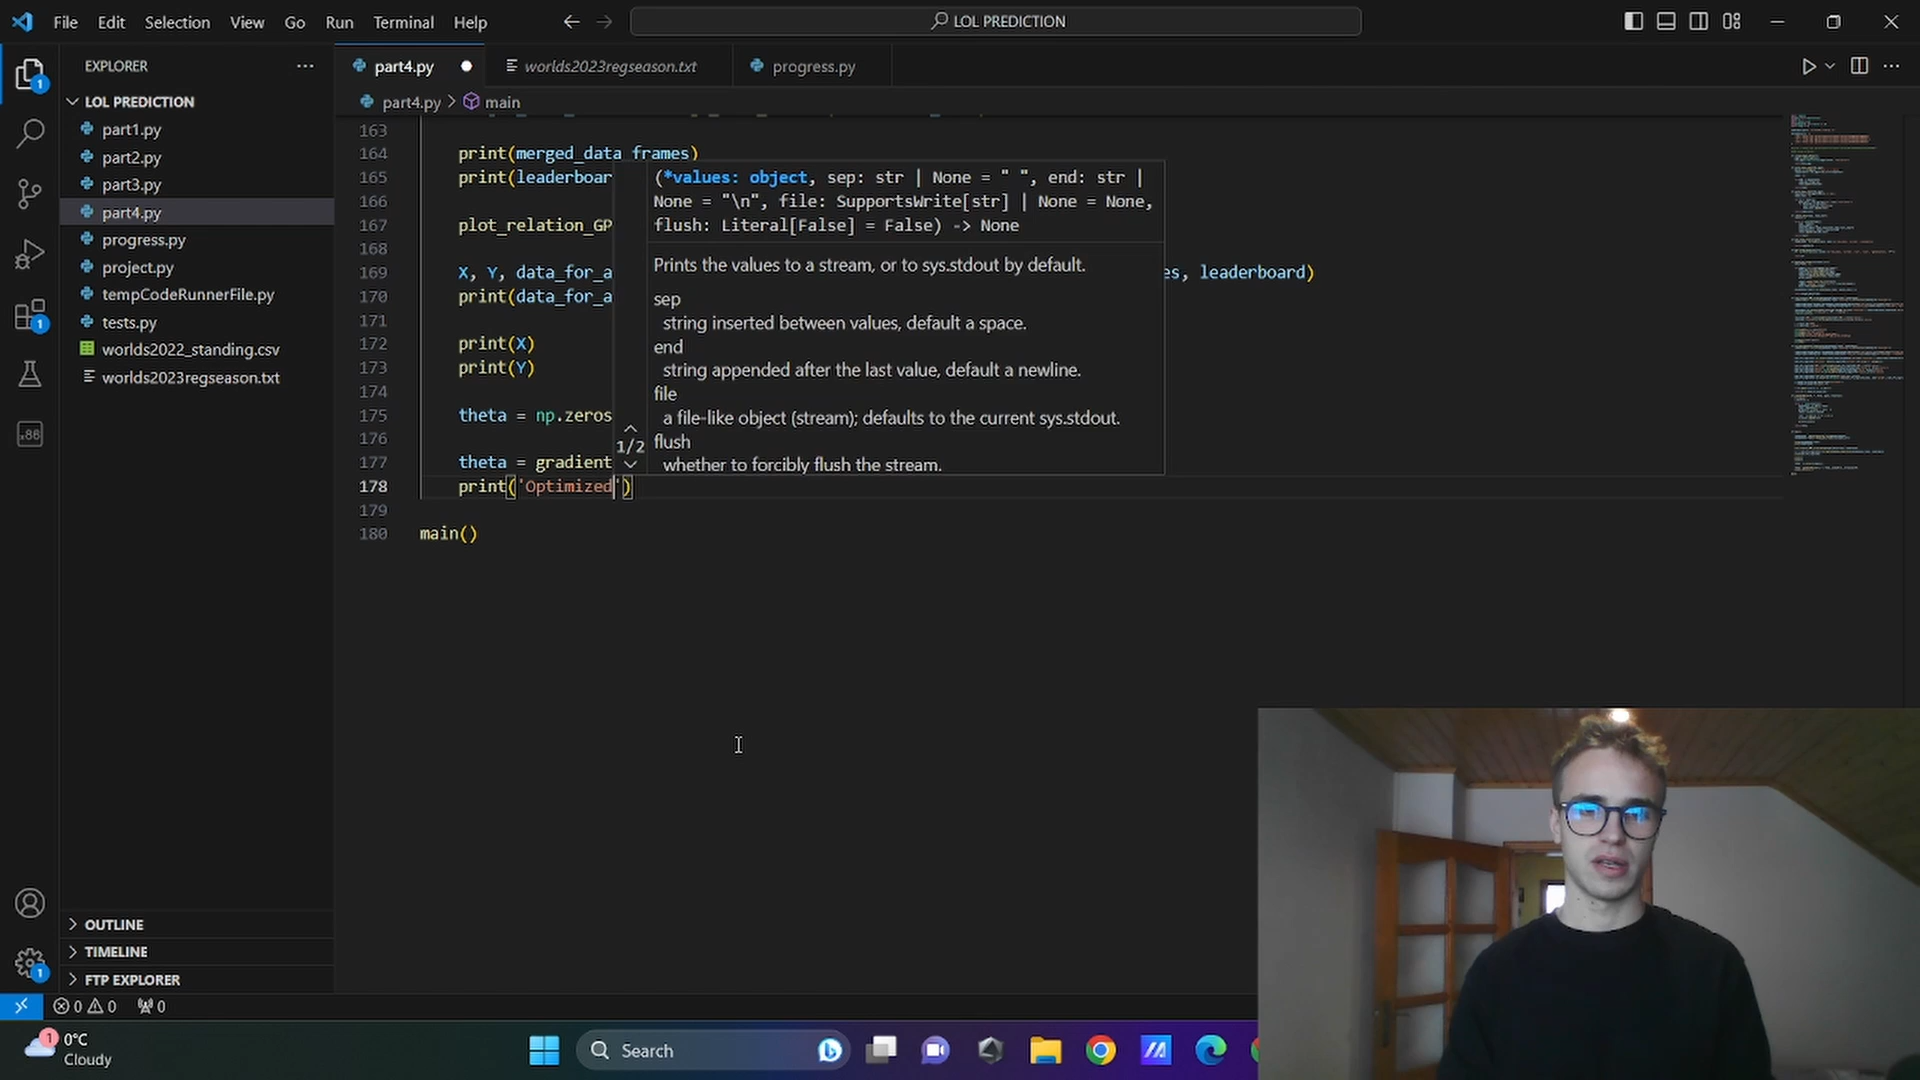 File Edit Selection View Go Run Terminal Help
LOL PREDICTION
EXPLORER
part4.py
worlds2023regseason.txt
progress.py
LOL PREDICTION
part1.py
part2.py
part3.py
part4.py
progress.py
project.py
tempCodeRunnerFile.py
tests.py
worlds2022_standing.csv
worlds2023regseason.txt
OUTLINE
TIMELINE
FTP EXPLORER
part4.py > main
163
164 print(merged_data_frames)
165 print(leaderboar
166
167 plot_relation_GP
168
169 X, Y, data_for_a es, leaderboard)
170 print(data_for_a
171
172 print(X)
173 print(Y)
174
175 theta = np.zeros
176
177 theta = gradient
178 print('Optimized')
179
180 main()
(*values: object, sep: str | None = " ", end: str |
None = "\n", file: SupportsWrite[str] | None = None,
flush: Literal[False] = False) -> None
Prints the values to a stream, or to sys.stdout by default.
sep
string inserted between values, default a space.
end
string appended after the last value, default a newline.
file
a file-like object (stream); defaults to the current sys.stdout.
flush
whether to forcibly flush the stream.
1/2
1
1
.86
1
0 0 0
1
0°C
Cloudy
Search